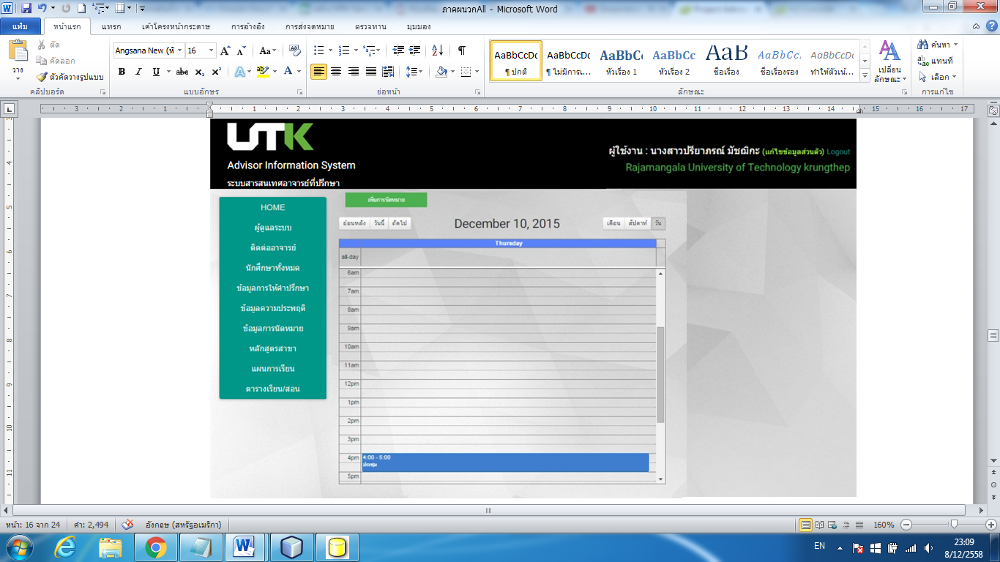 ภาคผนวกAll - Microsoft Word
แฟ้ม หน้าแรก แทรก เค้าโครงหน้ากระดาษ การอ้างอิง การส่งจดหมาย ตรวจทาน มุมมอง
วาง
ตัด
คัดลอก
ตัวคัดวางรูปแบบ
คลิปบอร์ด
Angsana New (หั 16
B I U abc x₂ x²
แบบอักษร
ย่อหน้า
AaBbCcDc AaBbCcDc AaBbC AaBbCc AaB AaBbCc AaBbCcDc
¶ ปกติ ¶ ไม่มีการเ... หัวเรื่อง 1 หัวเรื่อง 2 ชื่อเรื่อง ชื่อเรื่องรอง ทำให้ตัวเน้...
ลักษณะ
เปลี่ยนลักษณะ
ค้นหา
แทนที่
เลือก
การแก้ไข
3 2 1 1 2 3 4 5 6 7 8 9 10 11 12 13 14 15 16 17
UTK
Advisor Information System
ระบบสารสนเทศอาจารย์ที่ปรึกษา
ผู้ใช้งาน : นางสาวปรียาภรณ์ มัชฌิกะ (แก้ไขข้อมูลส่วนตัว) Logout
Rajamangala University of Technology krungthep
HOME
ผู้ดูแลระบบ
ติดต่ออาจารย์
นักศึกษาทั้งหมด
ข้อมูลการให้คำปรึกษา
ข้อมูลความประพฤติ
ข้อมูลการนัดหมาย
หลักสูตรสาขา
แผนการเรียน
ตารางเรียน/สอน
เพิ่มการนัดหมาย
ย้อนหลัง วันนี้ ถัดไป
December 10, 2015
เดือน สัปดาห์ วัน
Thursday
all-day
6am
7am
8am
9am
10am
11am
12pm
1pm
2pm
3pm
4pm
4:00 - 5:00
ประชุม
5pm
หน้า: 16 จาก 24 คำ: 2,494 อังกฤษ (สหรัฐอเมริกา) 160%
EN 23:09
8/12/2558